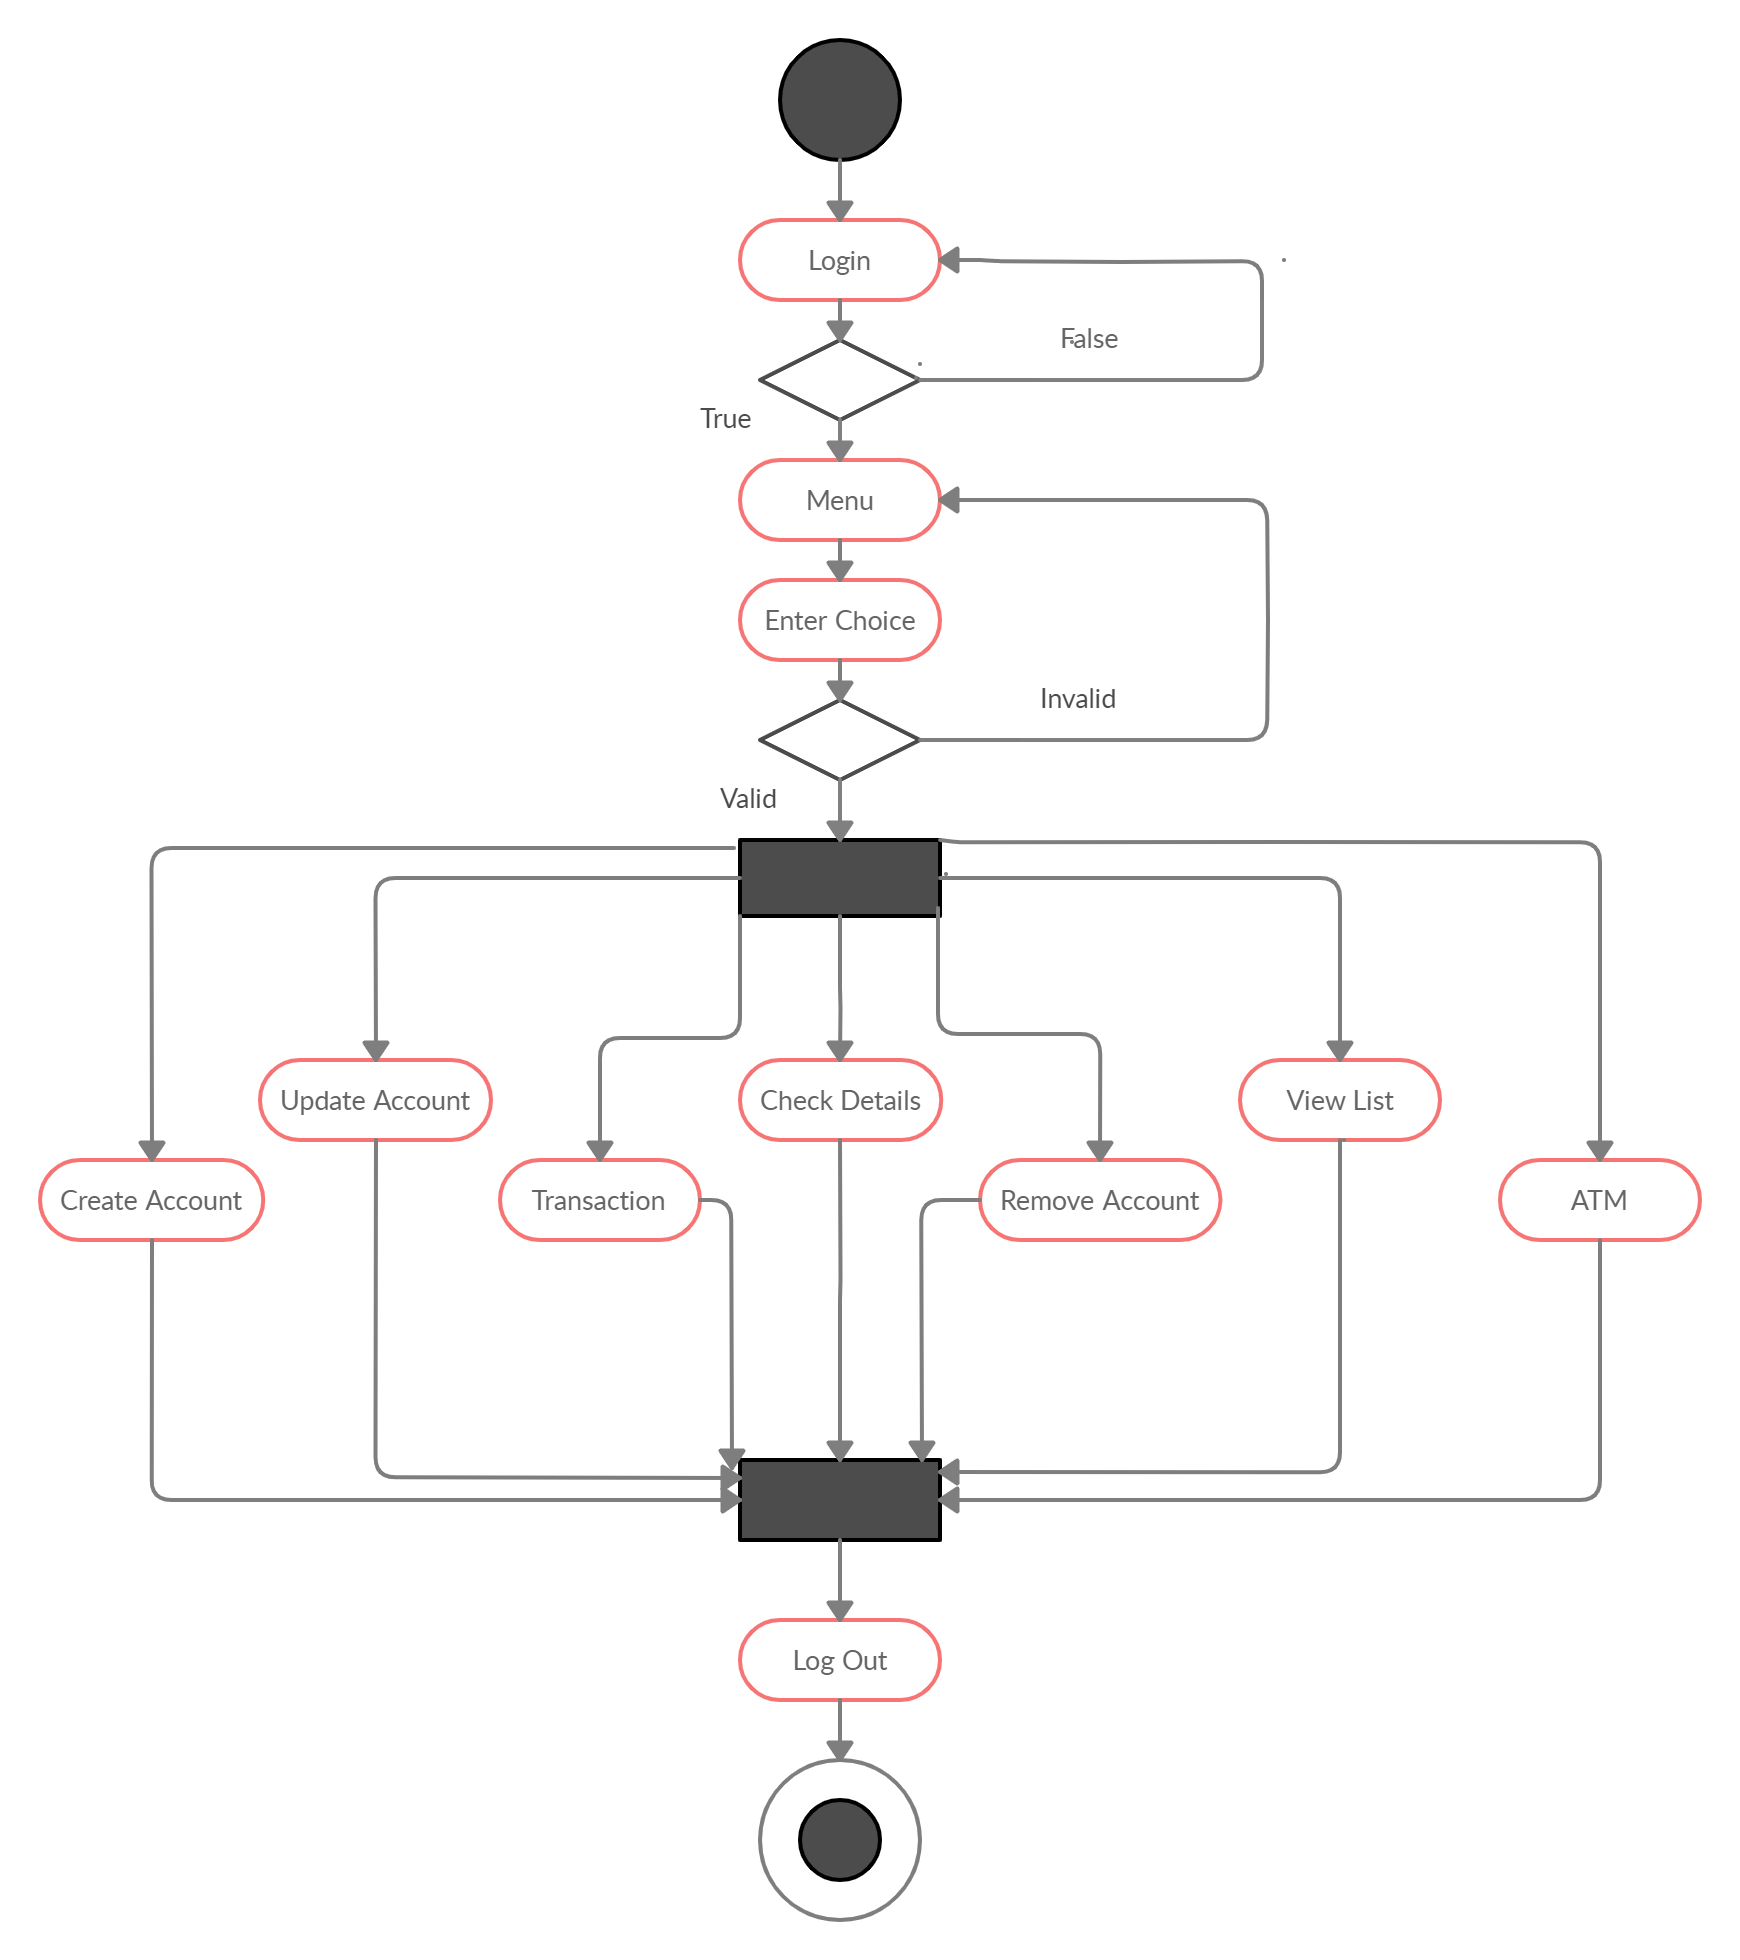 Login
False
True
Menu
Enter Choice
Invalid
Valid
Update Account
Check Details
View List
Create Account
Transaction
Remove Account
ATM
Log Out